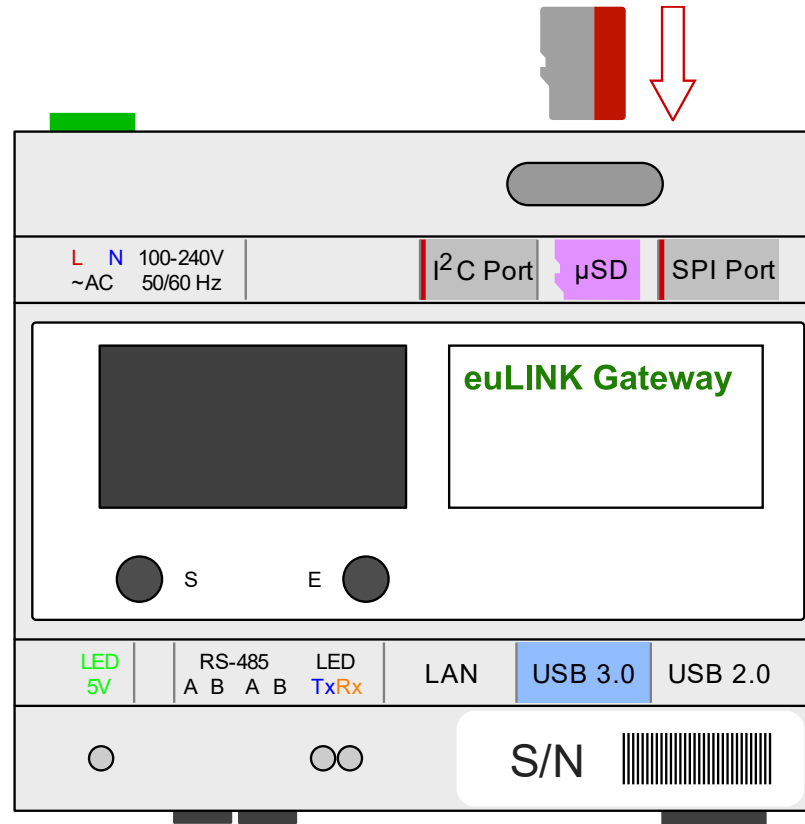 L N 100-240V
~AC 50/60 Hz
I²C Port
µSD
SPI Port
euLINK Gateway
S
E
LED
5V
RS-485
A B A B
LED
TxRx
LAN
USB 3.0
USB 2.0
S/N